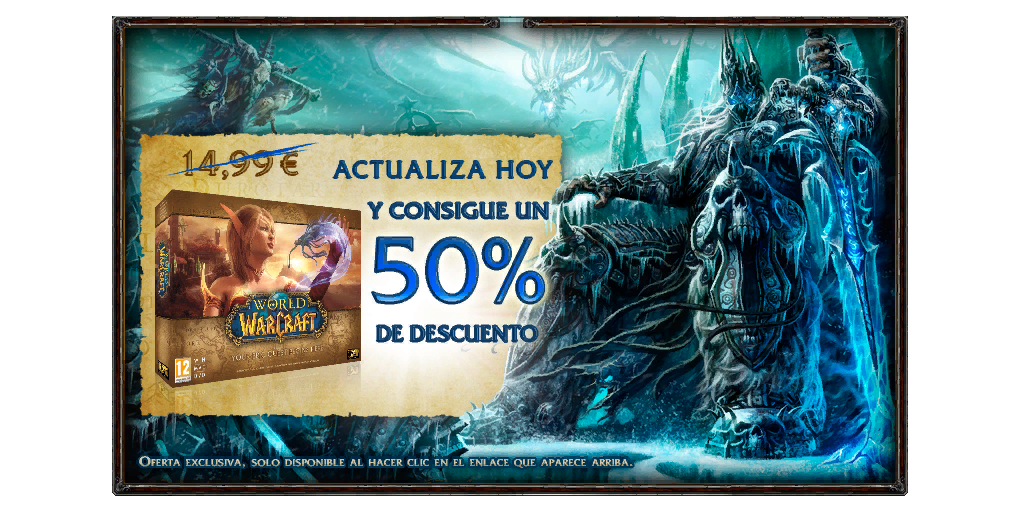 14,99 €
ACTUALIZA HOY
Y CONSIGUE UN
50%
DE DESCUENTO
WORLD
WARCRAFT
WARCRAFT
12
OFERTA EXCLUSIVA, SOLO DISPONIBLE AL HACER CLIC EN EL ENLACE QUE APARECE ARRIBA.